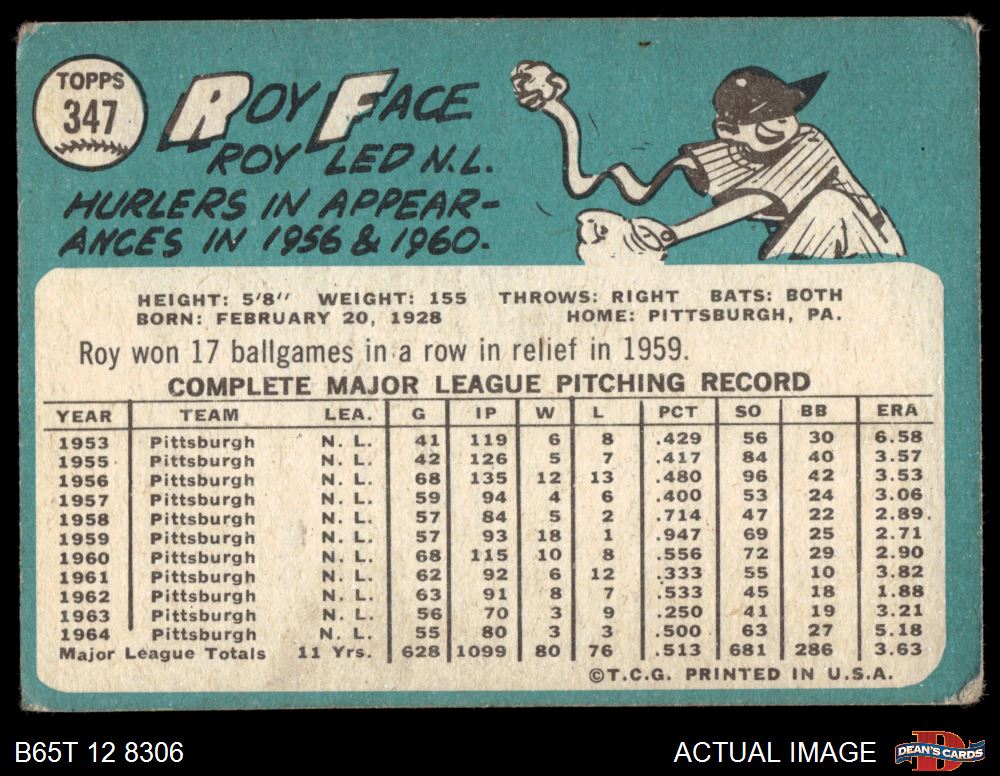 TOPPS
347
ROY FACE
ROY LED N.L.
HURLERS IN APPEAR-
ANCES IN 1956 & 1960.
HEIGHT: 5'8" WEIGHT: 155 THROWS: RIGHT BATS: BOTH
BORN: FEBRUARY 20, 1928 HOME: PITTSBURGH, PA.
Roy won 17 ballgames in a row in relief in 1959.
COMPLETE MAJOR LEAGUE PITCHING RECORD
YEAR TEAM LEA. G IP W L PCT SO BB ERA
1953 Pittsburgh N. L. 41 119 6 8 .429 56 30 6.58
1955 Pittsburgh N. L. 42 126 5 7 .417 84 40 3.57
1956 Pittsburgh N. L. 68 135 12 13 .480 96 42 3.53
1957 Pittsburgh N. L. 59 94 4 6 .400 53 24 3.06
1958 Pittsburgh N. L. 57 84 5 2 .714 47 22 2.89
1959 Pittsburgh N. L. 57 93 18 1 .947 69 25 2.71
1960 Pittsburgh N. L. 68 115 10 8 .556 72 29 2.90
1961 Pittsburgh N. L. 62 92 6 12 .333 55 10 3.82
1962 Pittsburgh N. L. 63 91 8 7 .533 45 18 1.88
1963 Pittsburgh N. L. 56 70 3 9 .250 41 19 3.21
1964 Pittsburgh N. L. 55 80 3 3 .500 63 27 5.18
Major League Totals 11 Yrs. 628 1099 80 76 .513 681 286 3.63
©T.C.G. PRINTED IN U.S.A.
B65T 12 8306 ACTUAL IMAGE DEAN'S CARDS